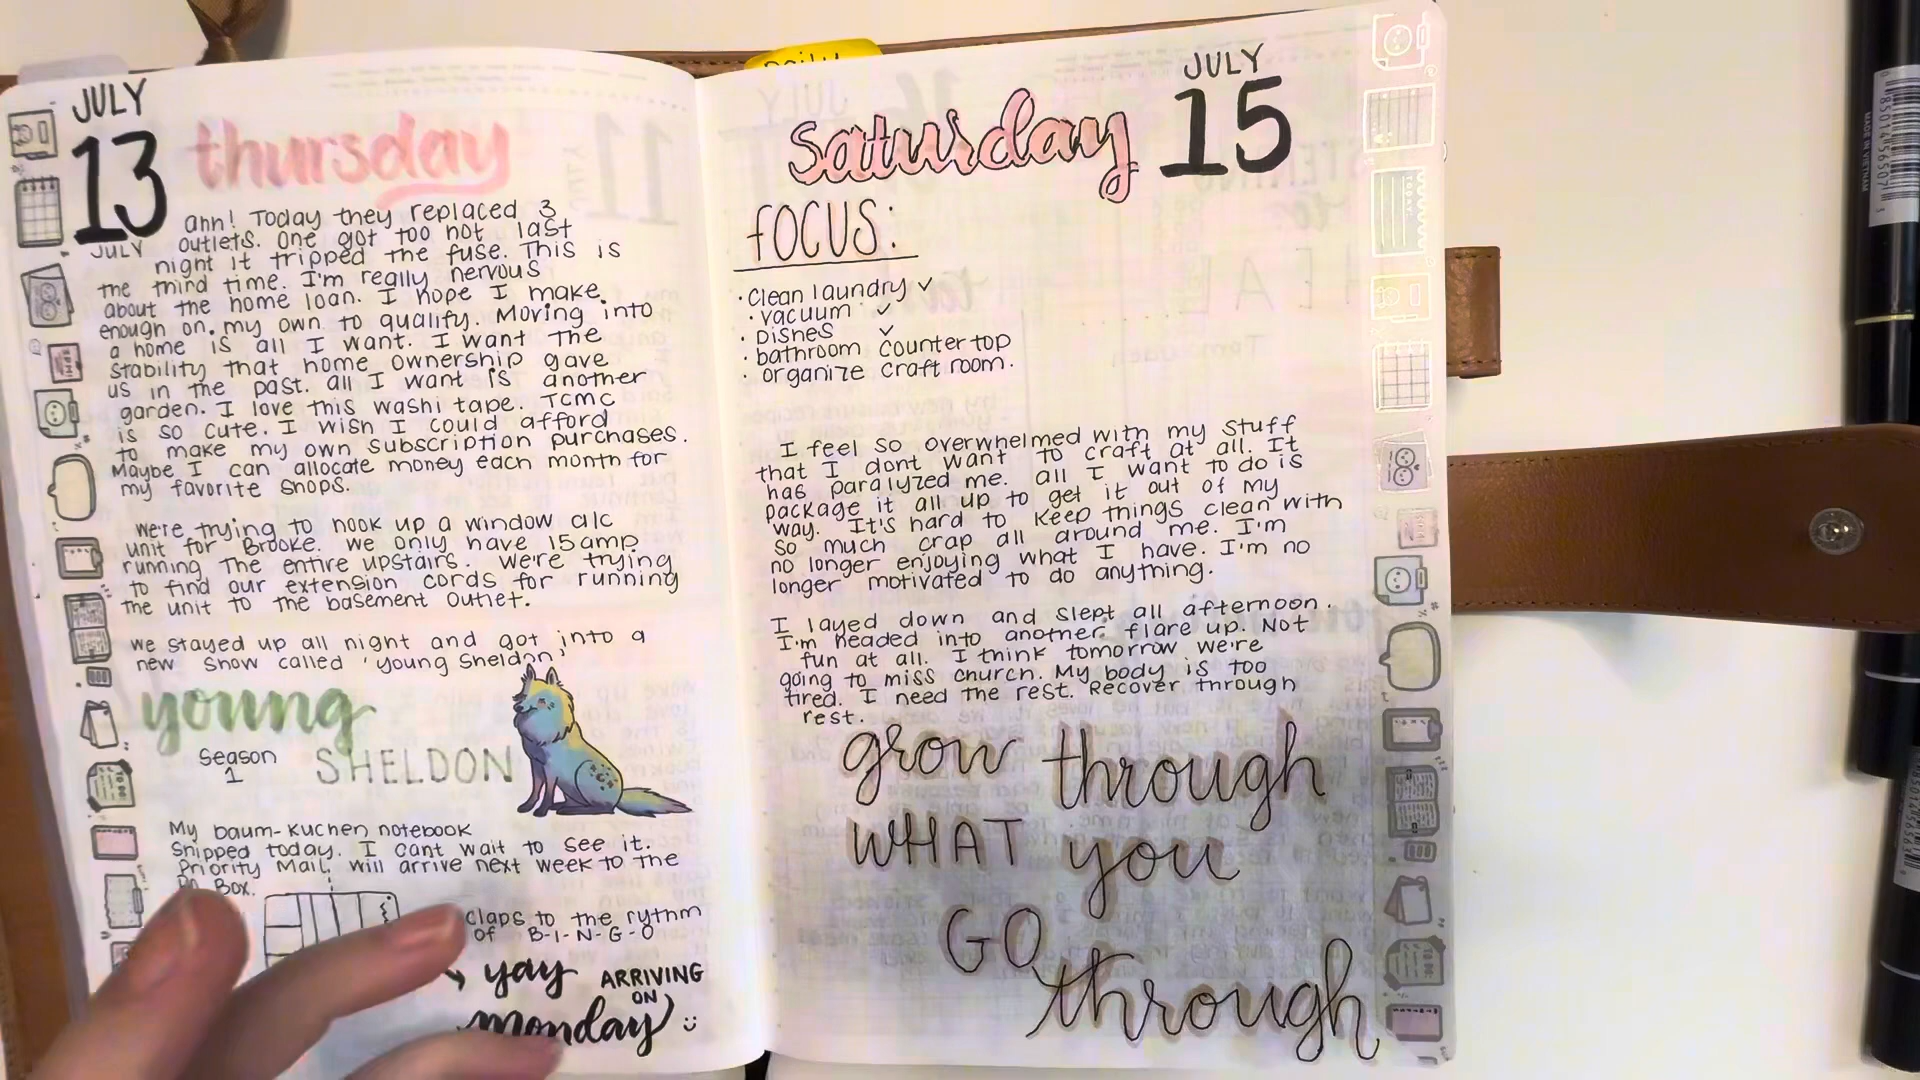 JULY
13
thursday
JULY
ahh! Today they replaced 3
outlets. One got too hot last
night it tripped the fuse. This is
the third time. I'm really nervous
about the home loan. I hope I make
enough on my own to qualify. Moving into
a home is all I want. I want the
stability that home ownership gave
us in the past. all I want is another
garden. I love this washi tape. TCMC
is so cute. I wish I could afford
to make my own subscription purchases.
Maybe I can allocate money each month for
my favorite shops.
we're trying to hook up a window a/c
unit for Brooke. we only have 15amp
running the entire upstairs. we're trying
to find our extension cords for running
the unit to the basement outlet.
we stayed up all night and got into a
new show called 'young Sheldon'
young
Season
1
SHELDON
My baum-kuchen notebook
Shipped today. I cant wait to see it.
Priority Mail. will arrive next week to the
Box.
claps to the rythm
of B-I-N-G-O
yay ARRIVING
ON
monday
daily
saturday
JULY
15
fOCUS:
• Clean laundry ✓
• vacuum ✓
• Dishes ✓
• bathroom counter top
• organize craft room.
I feel so overwhelmed with my stuff
that I dont want to craft at all. It
has paralyzed me. all I want to do is
package it all up to get it out of my
way. It's hard to keep things clean with
so much crap all around me. I'm
no longer enjoying what I have. I'm no
longer motivated to do anything.
I layed down and slept all afternoon.
I'm headed into another flare up. Not
fun at all. I think tomorrow we're
going to miss church. My body is too
tired. I need the rest. Recover through
rest.
grow through
WHAT you
GO
through
MADE IN VIETNAM